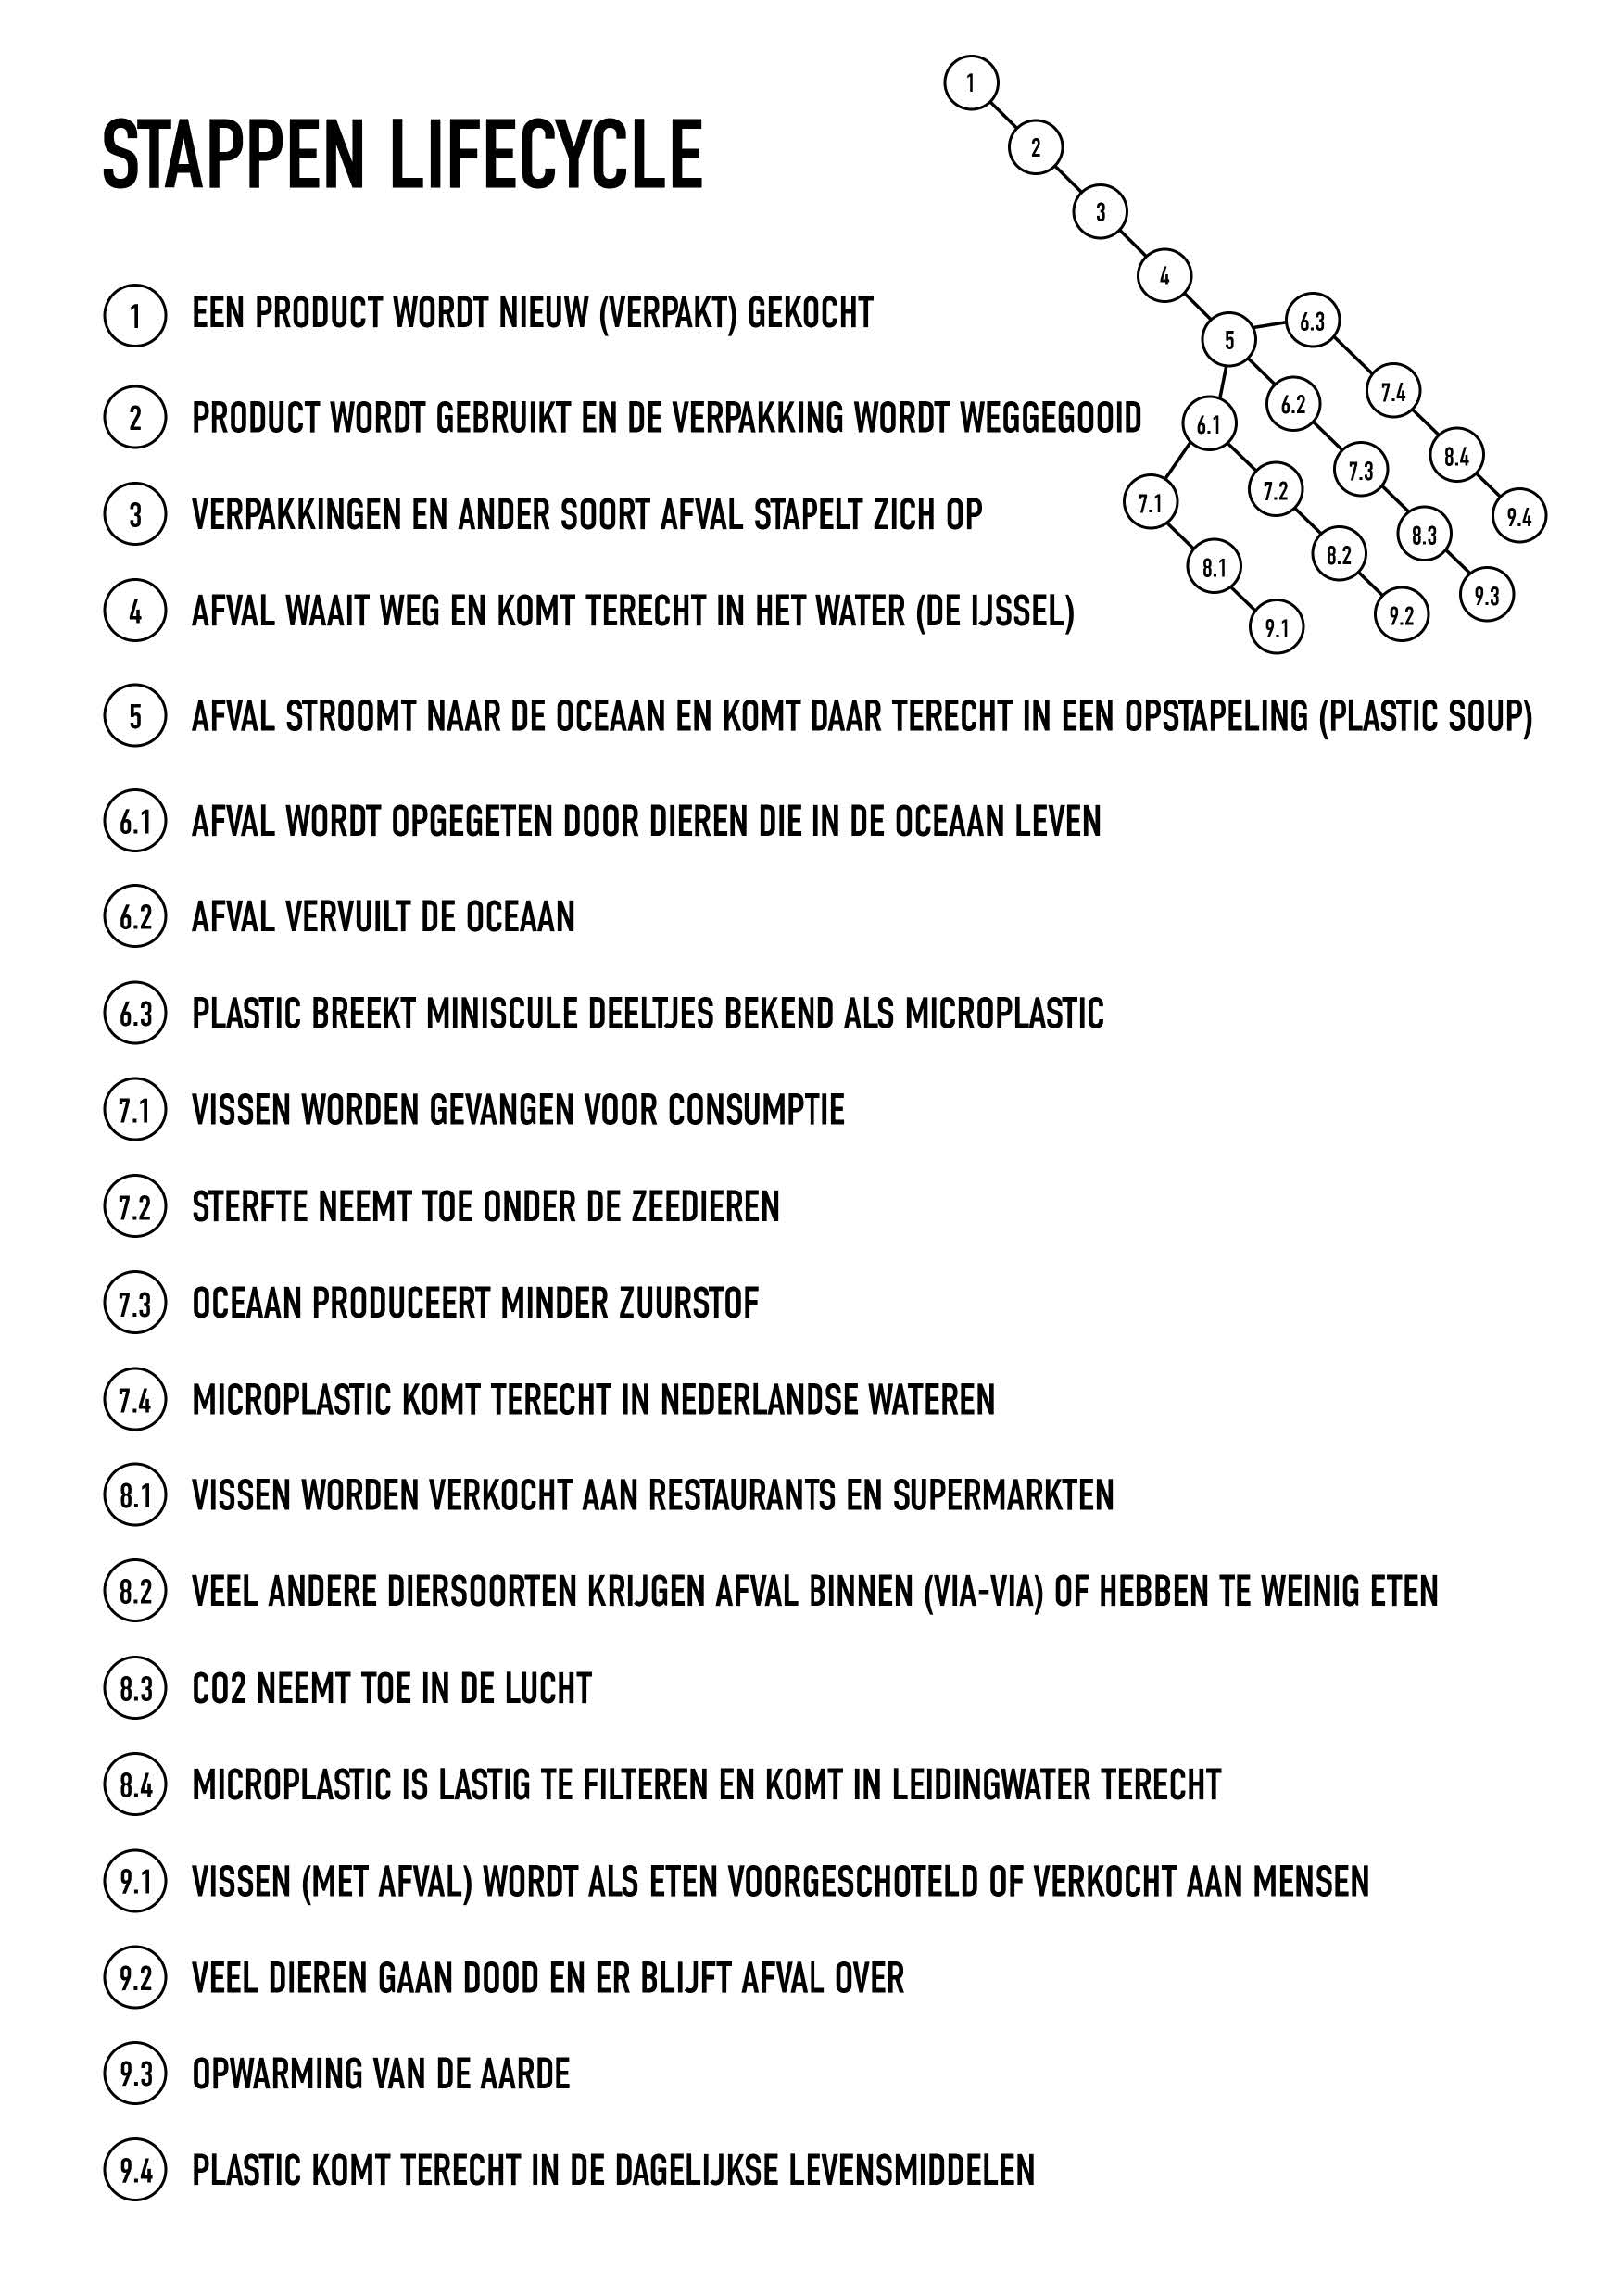 STAPPEN LIFECYCLE
1 EEN PRODUCT WORDT NIEUW (VERPAKT) GEKOCHT
2 PRODUCT WORDT GEBRUIKT EN DE VERPAKKING WORDT WEGGEGOOID
3 VERPAKKINGEN EN ANDER SOORT AFVAL STAPELT ZICH OP
4 AFVAL WAAIT WEG EN KOMT TERECHT IN HET WATER (DE IJSSEL)
5 AFVAL STROOMT NAAR DE OCEAAN EN KOMT DAAR TERECHT IN EEN OPSTAPELING (PLASTIC SOUP)
6.1 AFVAL WORDT OPGEGETEN DOOR DIEREN DIE IN DE OCEAAN LEVEN
6.2 AFVAL VERVUILT DE OCEAAN
6.3 PLASTIC BREEKT MINISCULE DEELTJES BEKEND ALS MICROPLASTIC
7.1 VISSEN WORDEN GEVANGEN VOOR CONSUMPTIE
7.2 STERFTE NEEMT TOE ONDER DE ZEEDIEREN
7.3 OCEAAN PRODUCEERT MINDER ZUURSTOF
7.4 MICROPLASTIC KOMT TERECHT IN NEDERLANDSE WATEREN
8.1 VISSEN WORDEN VERKOCHT AAN RESTAURANTS EN SUPERMARKTEN
8.2 VEEL ANDERE DIERSOORTEN KRIJGEN AFVAL BINNEN (VIA-VIA) OF HEBBEN TE WEINIG ETEN
8.3 CO2 NEEMT TOE IN DE LUCHT
8.4 MICROPLASTIC IS LASTIG TE FILTEREN EN KOMT IN LEIDINGWATER TERECHT
9.1 VISSEN (MET AFVAL) WORDT ALS ETEN VOORGESCHOTELD OF VERKOCHT AAN MENSEN
9.2 VEEL DIEREN GAAN DOOD EN ER BLIJFT AFVAL OVER
9.3 OPWARMING VAN DE AARDE
9.4 PLASTIC KOMT TERECHT IN DE DAGELIJKSE LEVENSMIDDELEN
1
2
3
4
5
6.3
6.2
6.1
7.4
7.3
7.2
7.1
8.4
8.3
8.2
8.1
9.4
9.3
9.2
9.1